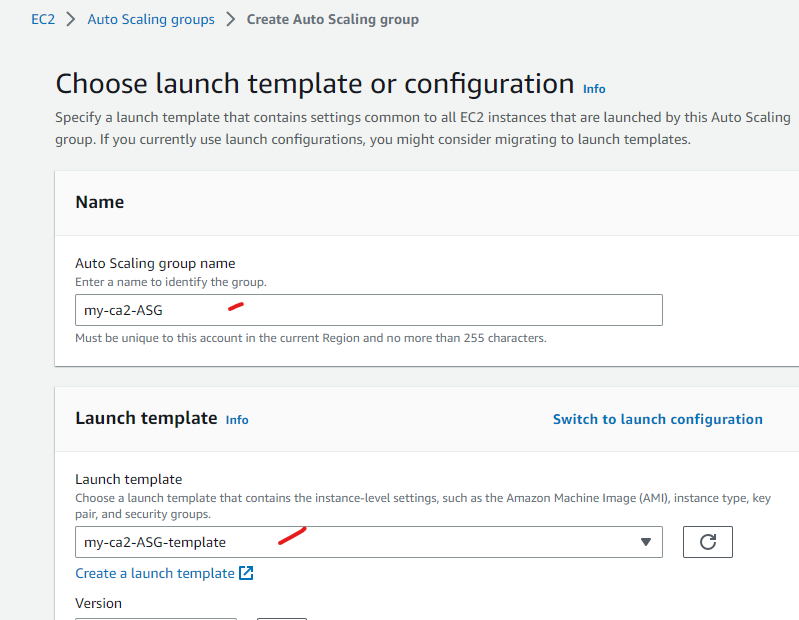 EC2 > Auto Scaling groups > Create Auto Scaling group
Choose launch template or configuration Info
Specify a launch template that contains settings common to all EC2 instances that are launched by this Auto Scaling
group. If you currently use launch configurations, you might consider migrating to launch templates.
Name
Auto Scaling group name
Enter a name to identify the group.
my-ca2-ASG
Must be unique to this account in the current Region and no more than 255 characters.
Launch template Info
Switch to launch configuration
Launch template
Choose a launch template that contains the instance-level settings, such as the Amazon Machine Image (AMI), instance type, key
pair, and security groups.
my-ca2-ASG-template
Create a launch template
Version